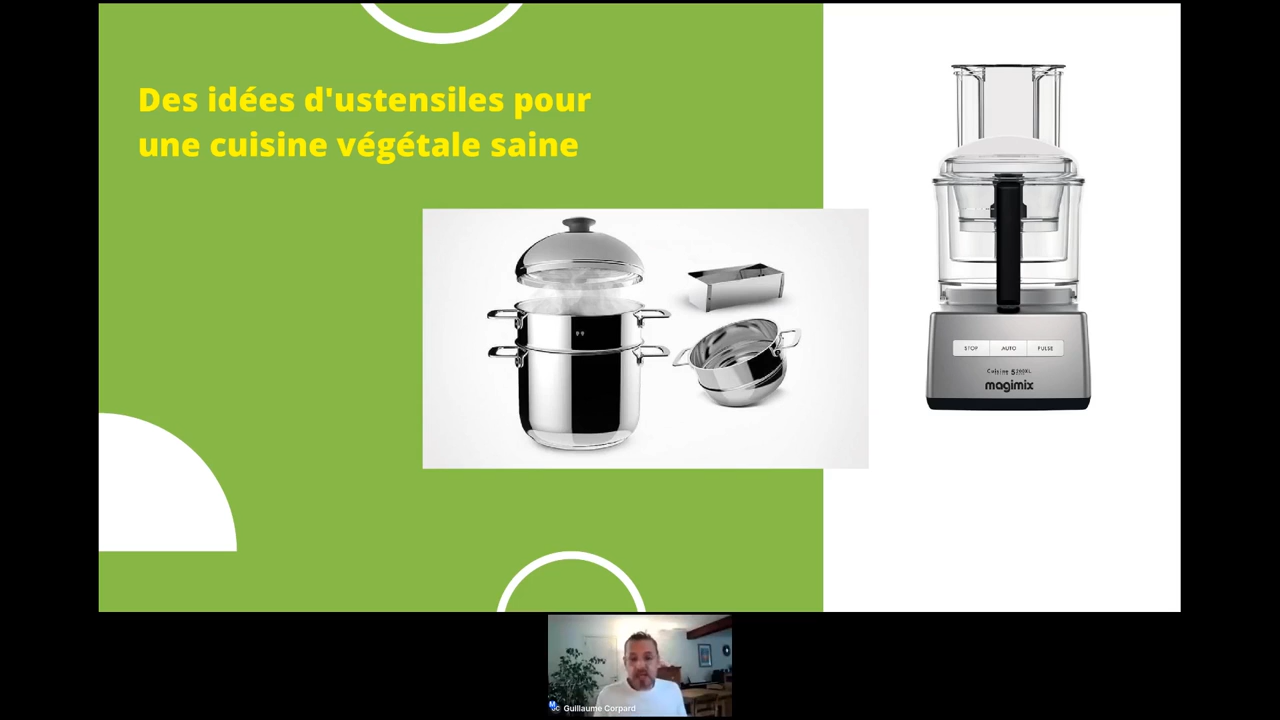 Des idées d'ustensiles pour
une cuisine végétale saine
STOP AUTO PULSE
Cuisine 5200XL
magimix
Guillaume Corpard